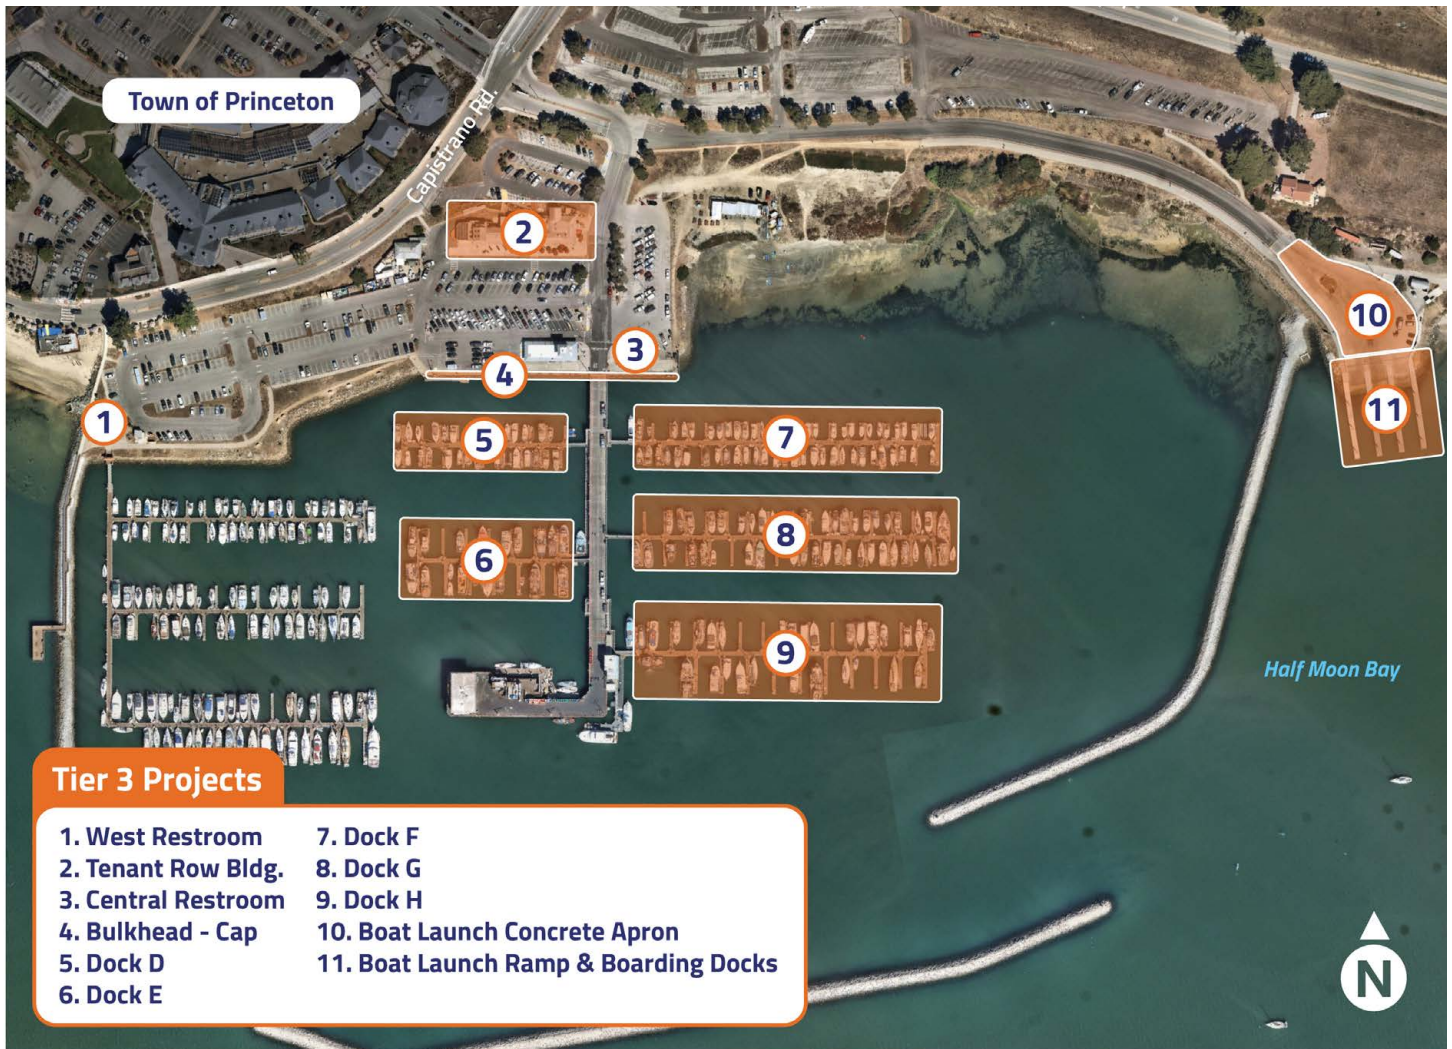 Town of Princeton
Capistrano Rd.
2
10
3
4
11
1
5
7
8
6
9
Half Moon Bay
Tier 3 Projects
1. West Restroom
2. Tenant Row Bldg.
3. Central Restroom
4. Bulkhead - Cap
5. Dock D
6. Dock E
7. Dock F
8. Dock G
9. Dock H
10. Boat Launch Concrete Apron
11. Boat Launch Ramp & Boarding Docks
N